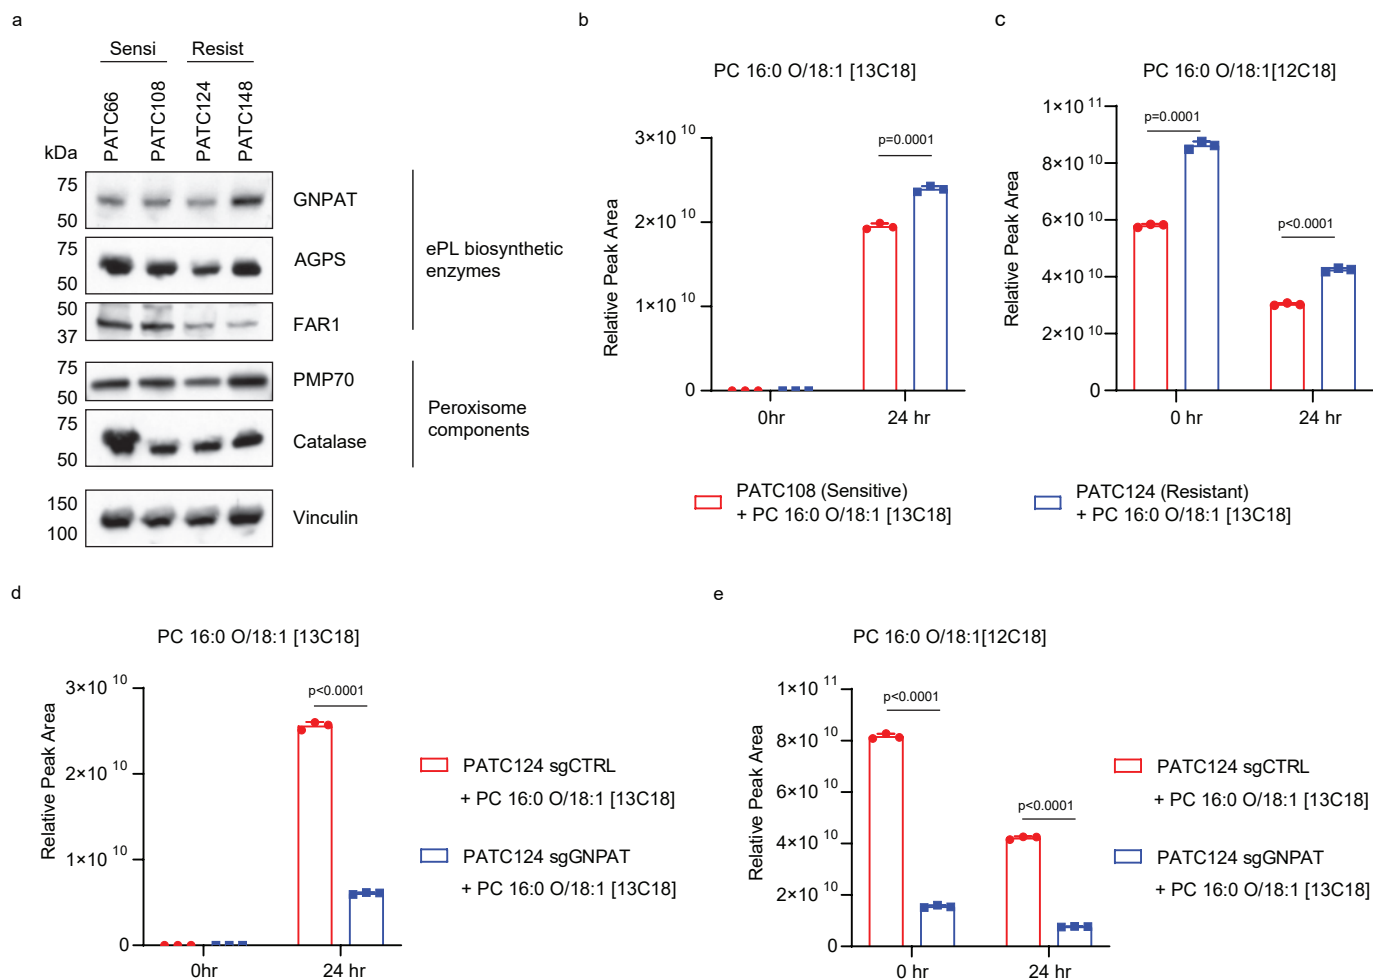 a
Sensi Resist
PATC66
PATC108
PATC124
PATC148
kDa
75
50
GNPAT
75
50
AGPS
50
37
FAR1
ePL biosynthetic
enzymes
75
50
PMP70
75
50
Catalase
Peroxisome
components
150
100
Vinculin
b
PC 16:0 O/18:1 [13C18]
Relative Peak Area
3×10 10
2×10 10
1×10 10
0
p=0.0001
0hr
24 hr
PATC108 (Sensitive)
+ PC 16:0 O/18:1 [13C18]
c
PC 16:0 O/18:1[12C18]
Relative Peak Area
1×10 11
8×10 10
6×10 10
4×10 10
2×10 10
0
p=0.0001
p<0.0001
0 hr
24 hr
PATC124 (Resistant)
+ PC 16:0 O/18:1 [13C18]
d
PC 16:0 O/18:1 [13C18]
Relative Peak Area
3×10 10
2×10 10
1×10 10
0
p<0.0001
0hr
24 hr
PATC124 sgCTRL
+ PC 16:0 O/18:1 [13C18]
PATC124 sgGNPAT
+ PC 16:0 O/18:1 [13C18]
e
PC 16:0 O/18:1[12C18]
Relative Peak Area
1×10 11
8×10 10
6×10 10
4×10 10
2×10 10
0
p<0.0001
p<0.0001
0 hr
24 hr
PATC124 sgCTRL
+ PC 16:0 O/18:1 [13C18]
PATC124 sgGNPAT
+ PC 16:0 O/18:1 [13C18]